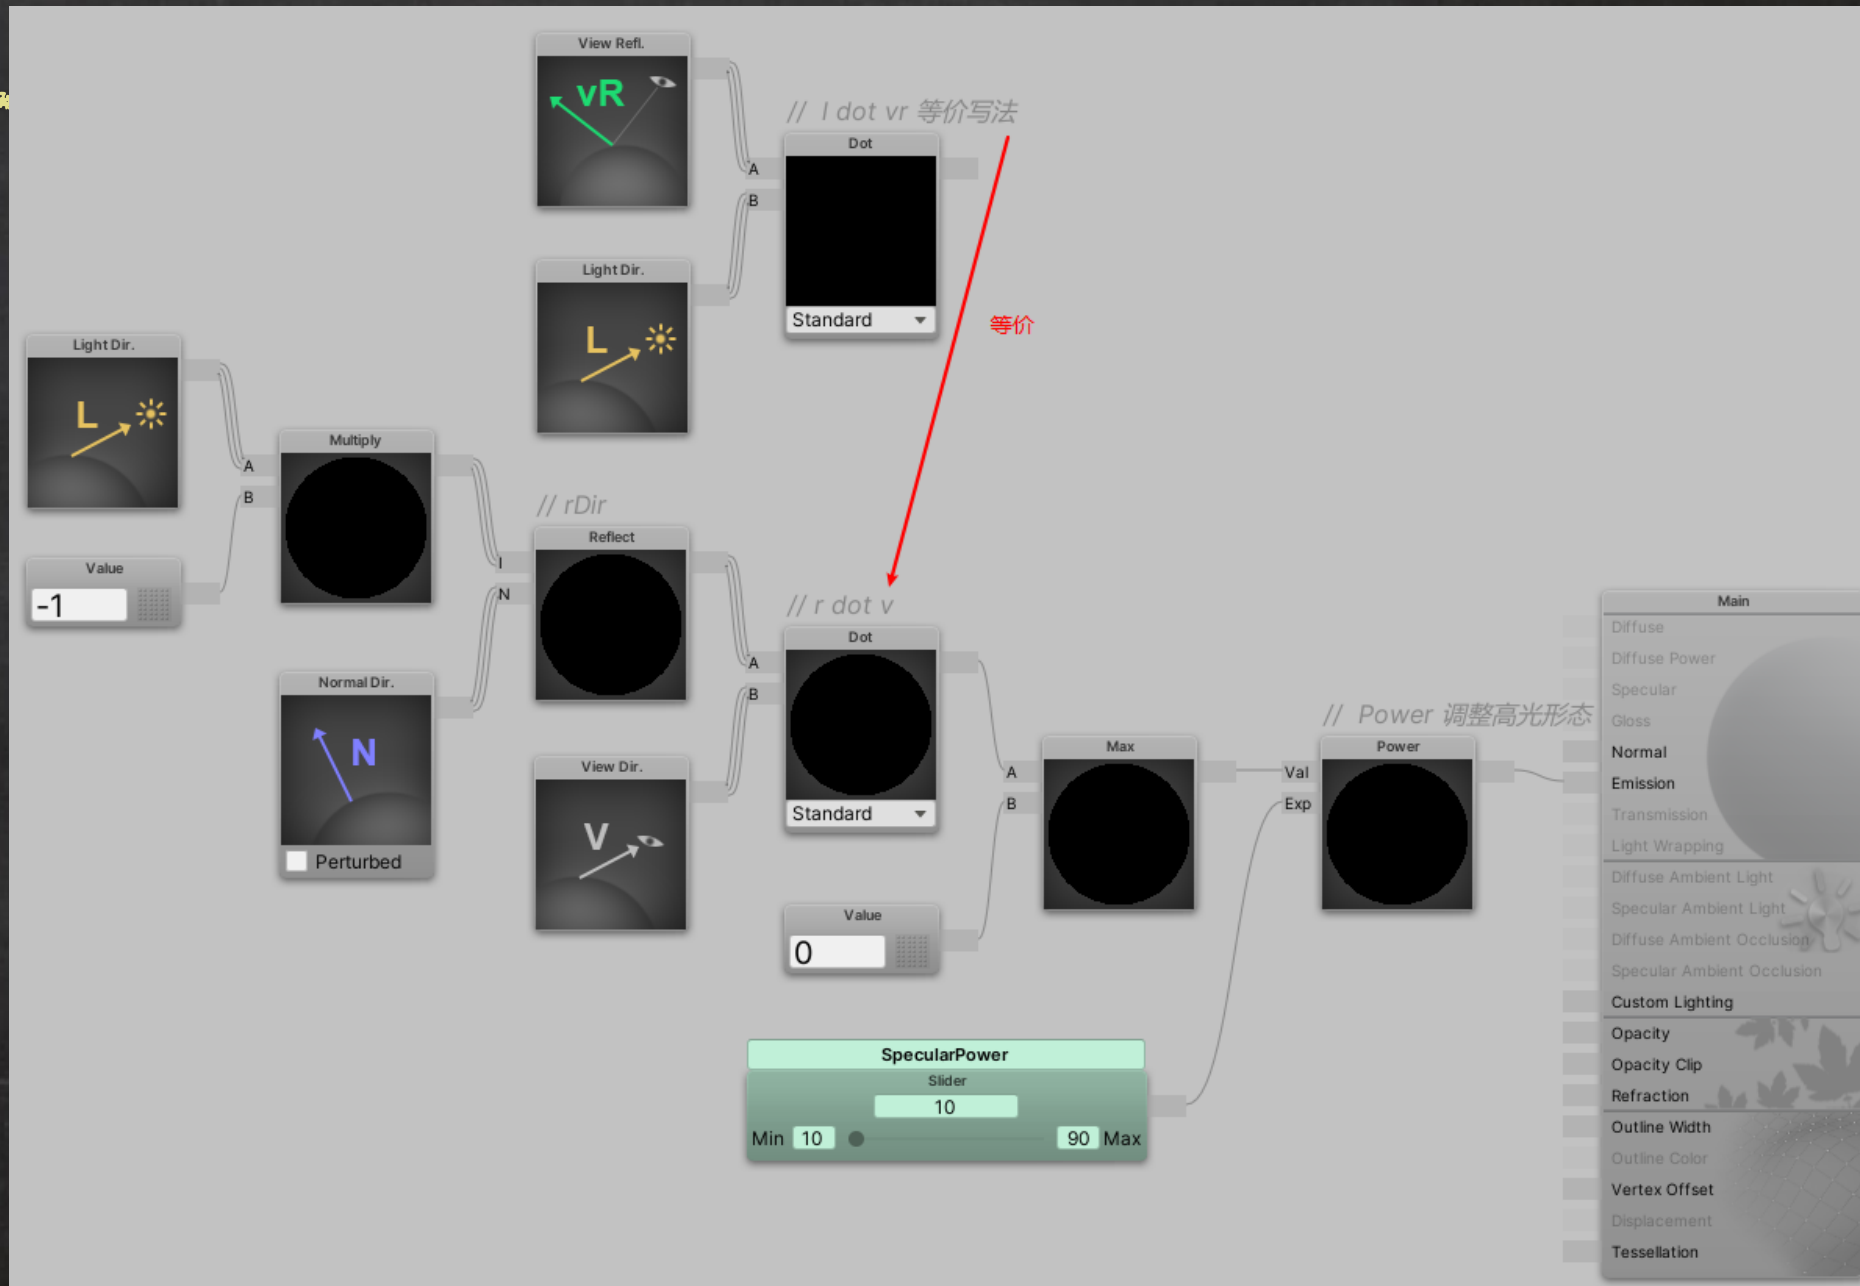 View Refl.
vR
// l dot vr 等价写法
Dot
A
B
Standard
Light Dir.
L
等价
Light Dir.
L
Multiply
A
B
Value
-1
// rDir
Reflect
I
N
Normal Dir.
N
Perturbed
// r dot v
Dot
A
B
Standard
View Dir.
V
Max
A
B
Value
0
// Power 调整高光形态
Power
Val
Exp
SpecularPower
Slider
10
Min 10 90 Max
Main
Diffuse
Diffuse Power
Specular
Gloss
Normal
Emission
Transmission
Light Wrapping
Diffuse Ambient Light
Specular Ambient Light
Diffuse Ambient Occlusion
Specular Ambient Occlusion
Custom Lighting
Opacity
Opacity Clip
Refraction
Outline Width
Outline Color
Vertex Offset
Displacement
Tessellation